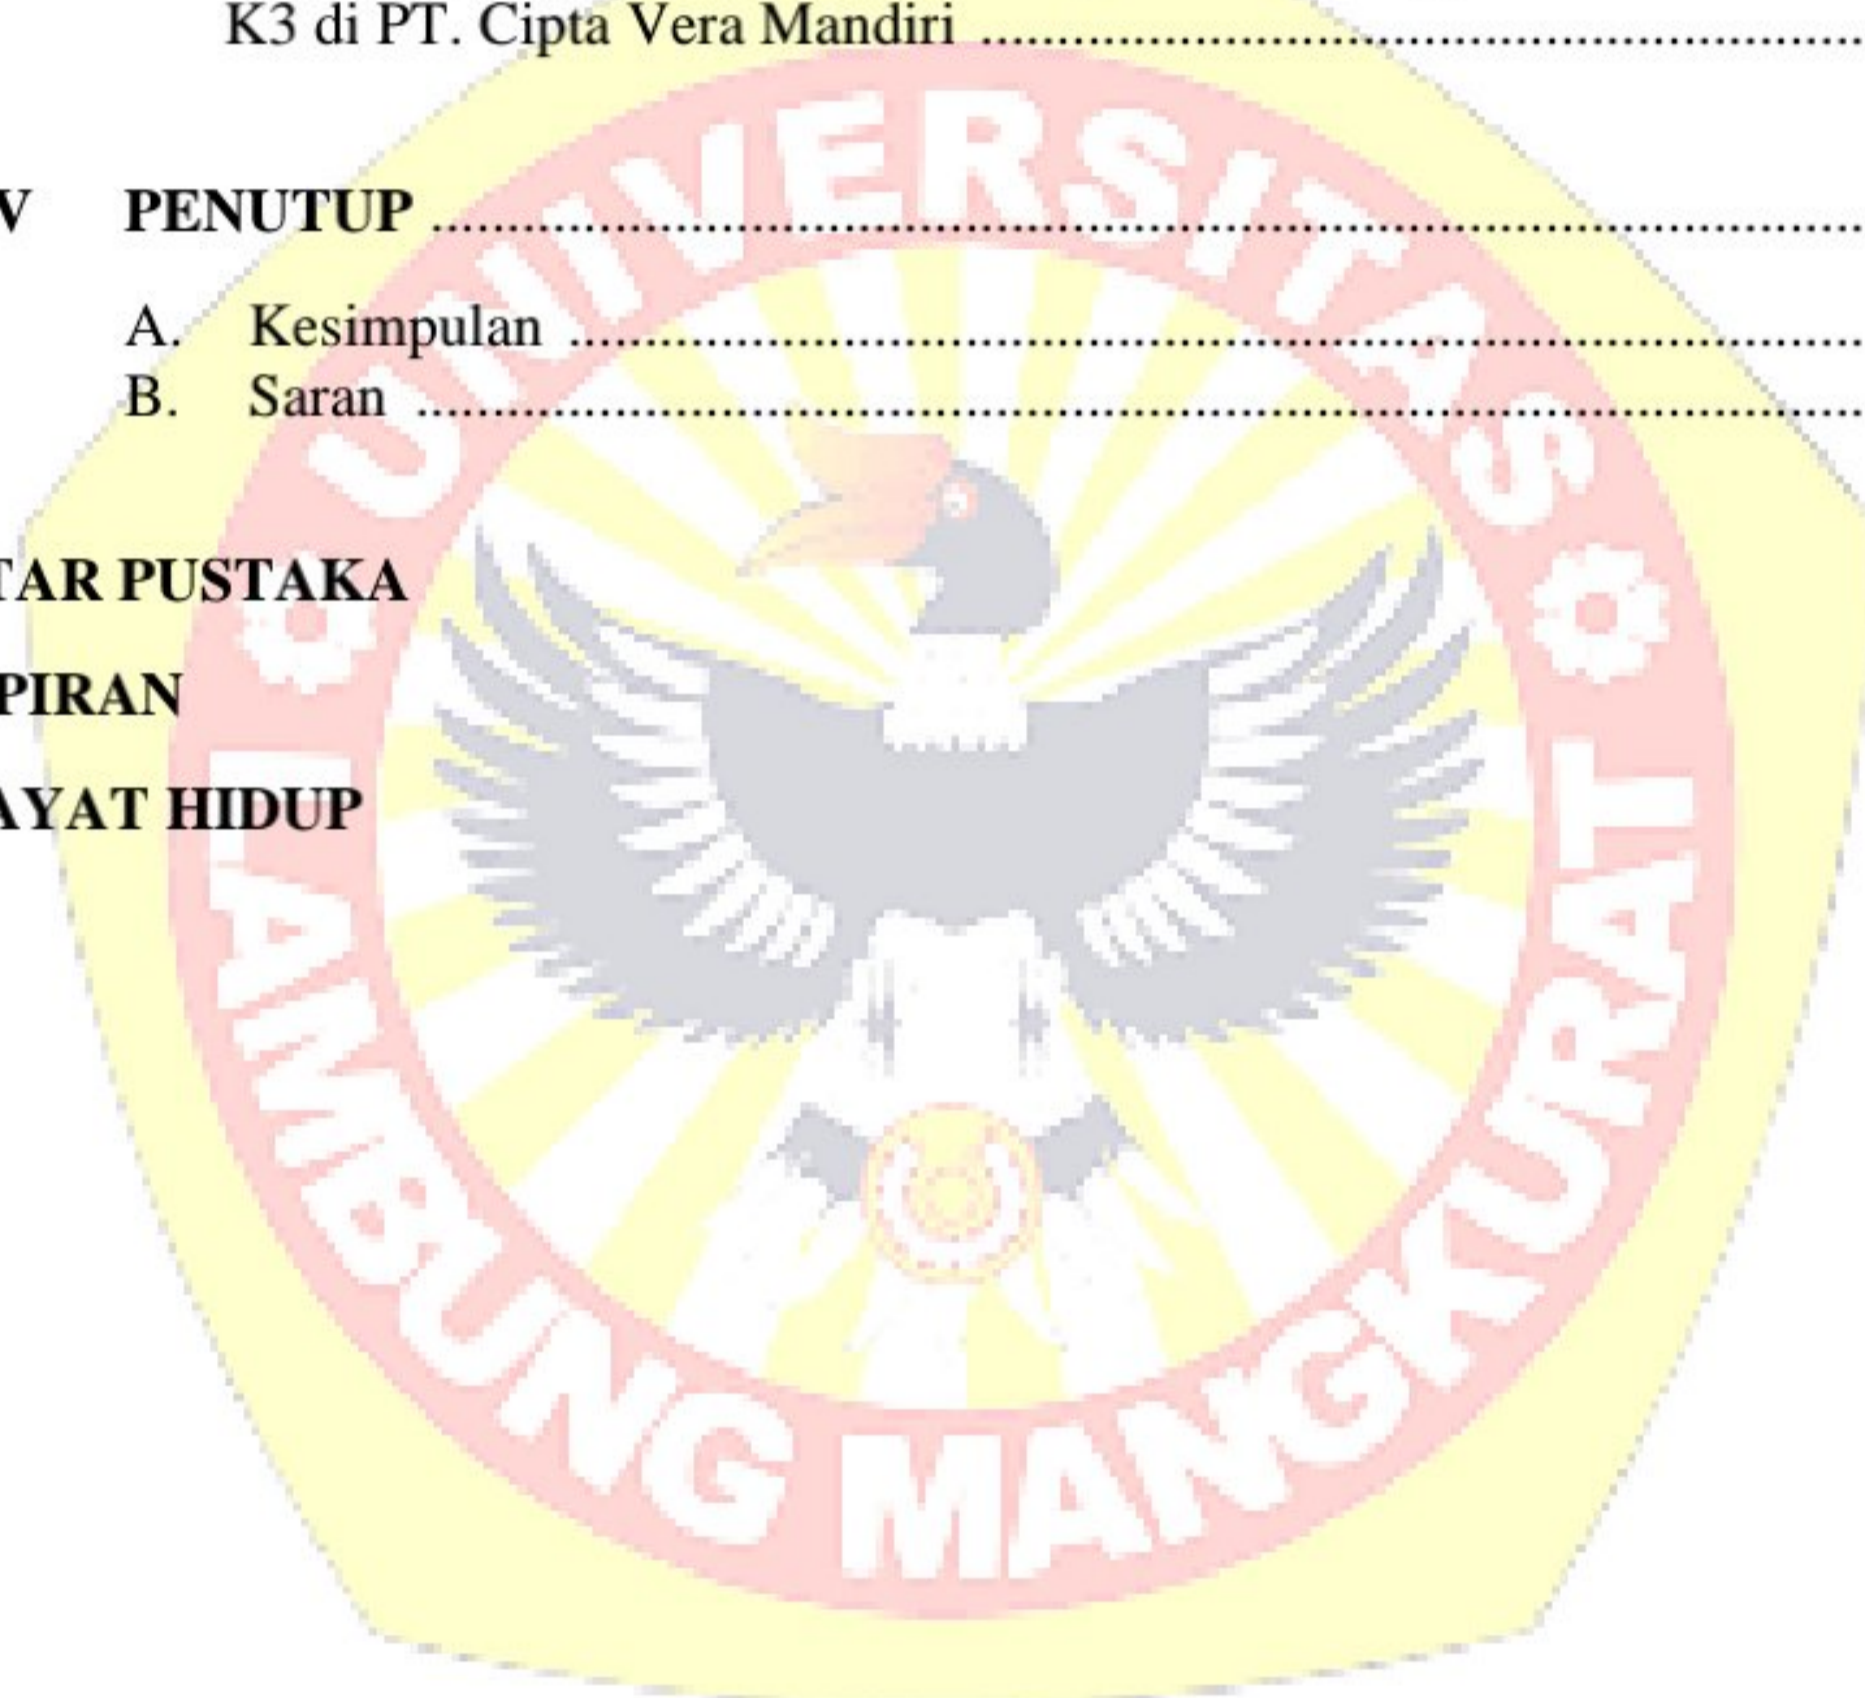 K3 di PT. Cipta Vera Mandiri ........................................................
V PENUTUP ........................................................
A. Kesimpulan ........................................................
B. Saran ........................................................
TAR PUSTAKA
PIRAN
AYAT HIDUP
UNIVERSITAS
LAMBUNG MANGKURAT